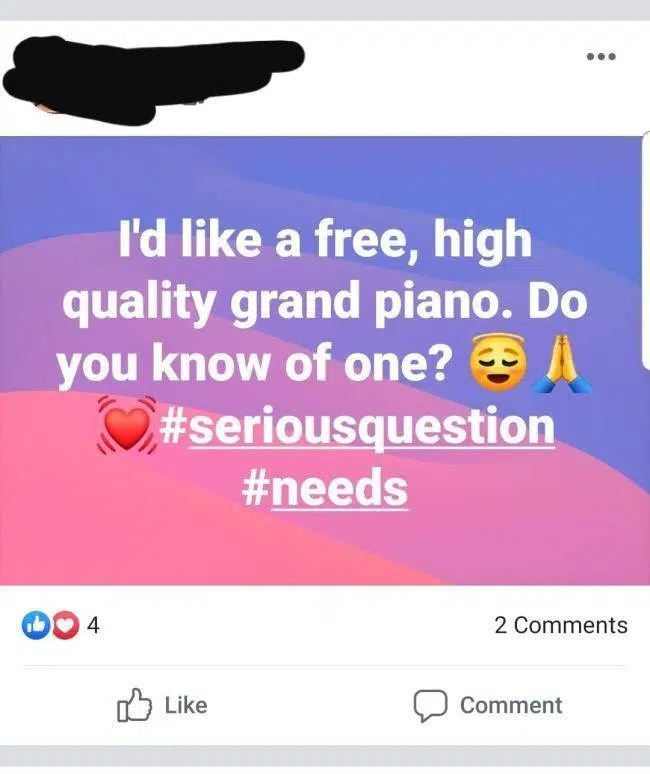 I'd like a free, high
quality grand piano. Do
you know of one? 😇🙏
💓#seriousquestion
#needs
4
2 Comments
Like
Comment